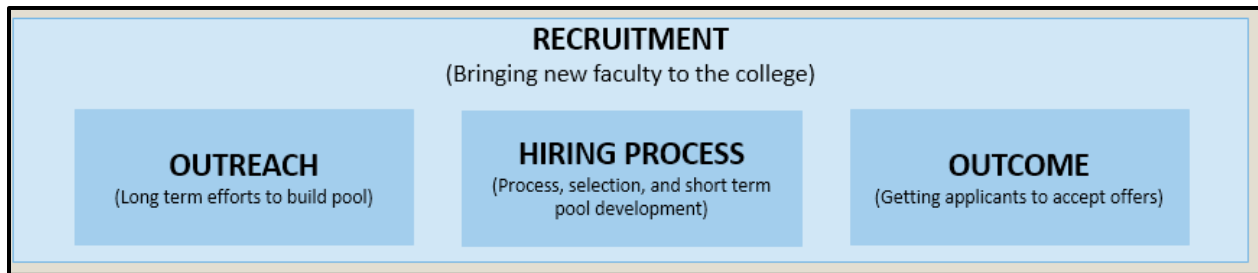 RECRUITMENT
(Bringing new faculty to the college)
OUTREACH
(Long term efforts to build pool)
HIRING PROCESS
(Process, selection, and short term
pool development)
OUTCOME
(Getting applicants to accept offers)